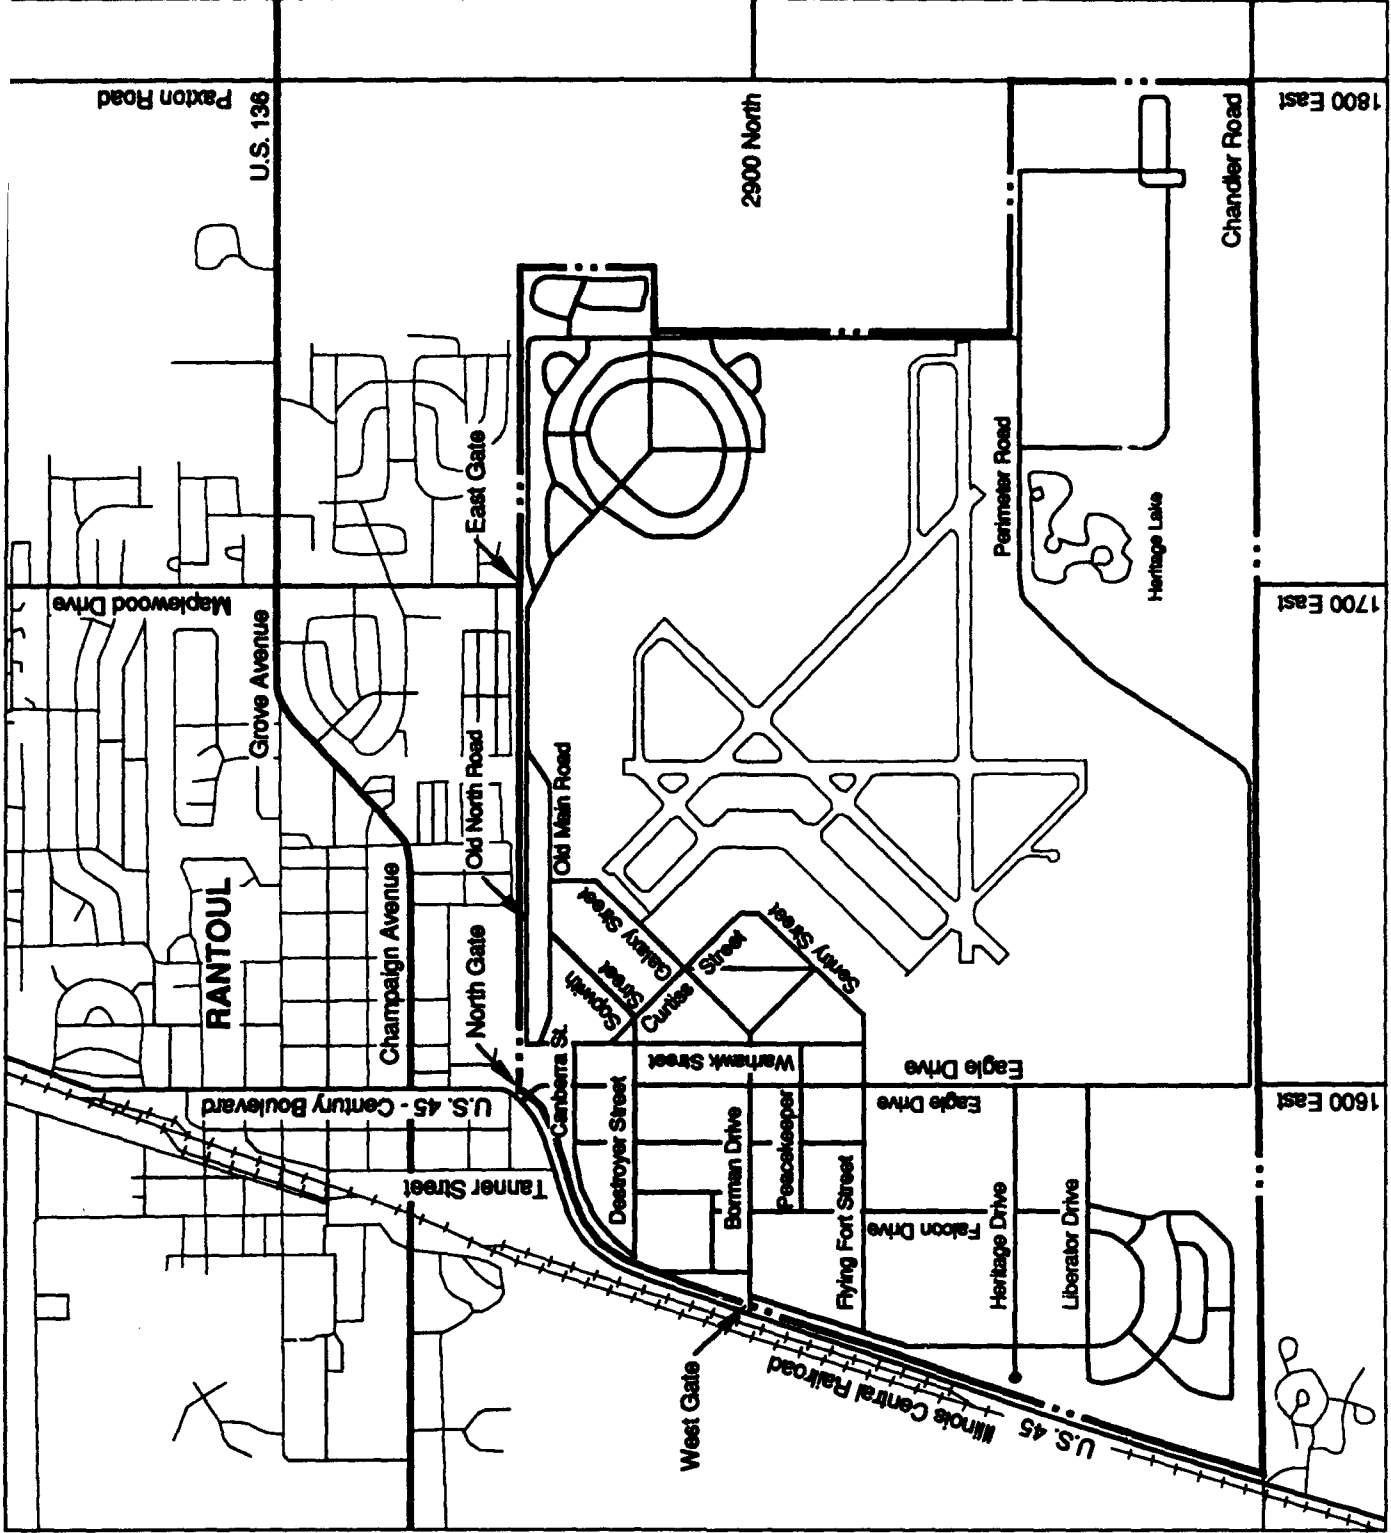 Paxton Road
U.S. 136
2900 North
Chandler Road
1800 East
East Gate
Perimeter Road
Heritage Lake
Maplewood Drive
1700 East
Grove Avenue
Old North Road
Old Main Road
RANTOUL
Champaign Avenue
North Gate
Galaxy Street
Sopwith
Street
Curtiss
Street
Sentry Street
Canberra St.
Warhawk Street
Eagle Drive
U.S. 45 - Century Boulevard
Eagle Drive
1600 East
Destroyer Street
Borman Drive
Peacekeeper
Tanner Street
Flying Fort Street
Falcon Drive
Heritage Drive
Liberator Drive
West Gate
Illinois Central Railroad
U.S. 45